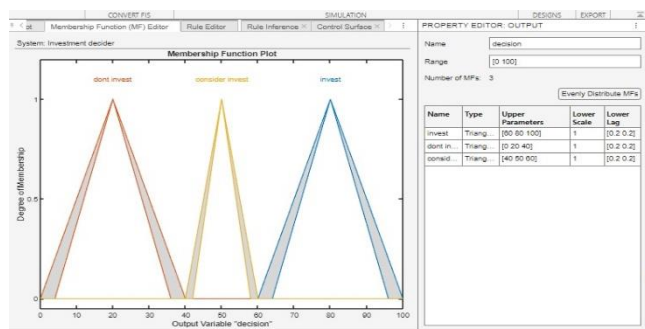 CONVERT FIS SIMULATION DESIGNS EXPORT
Membership Function (MF) Editor Rule Editor Rule Inference × Control Surface ×
System: Investment decider
Membership Function Plot
dont invest consider invest invest
1
0.5
0
0 10 20 30 40 50 60 70 80 90 100
Degree of Membership
Output Variable "decision"
PROPERTY EDITOR: OUTPUT
Name decision
Range [0 100]
Number of MFs: 3
Evenly Distribute MFs
Name Type Upper Parameters Lower Scale Lower Lag
invest Triang... [60 80 100] 1 [0.2 0.2]
dont in... Triang... [0 20 40] 1 [0.2 0.2]
consid... Triang... [40 50 60] 1 [0.2 0.2]